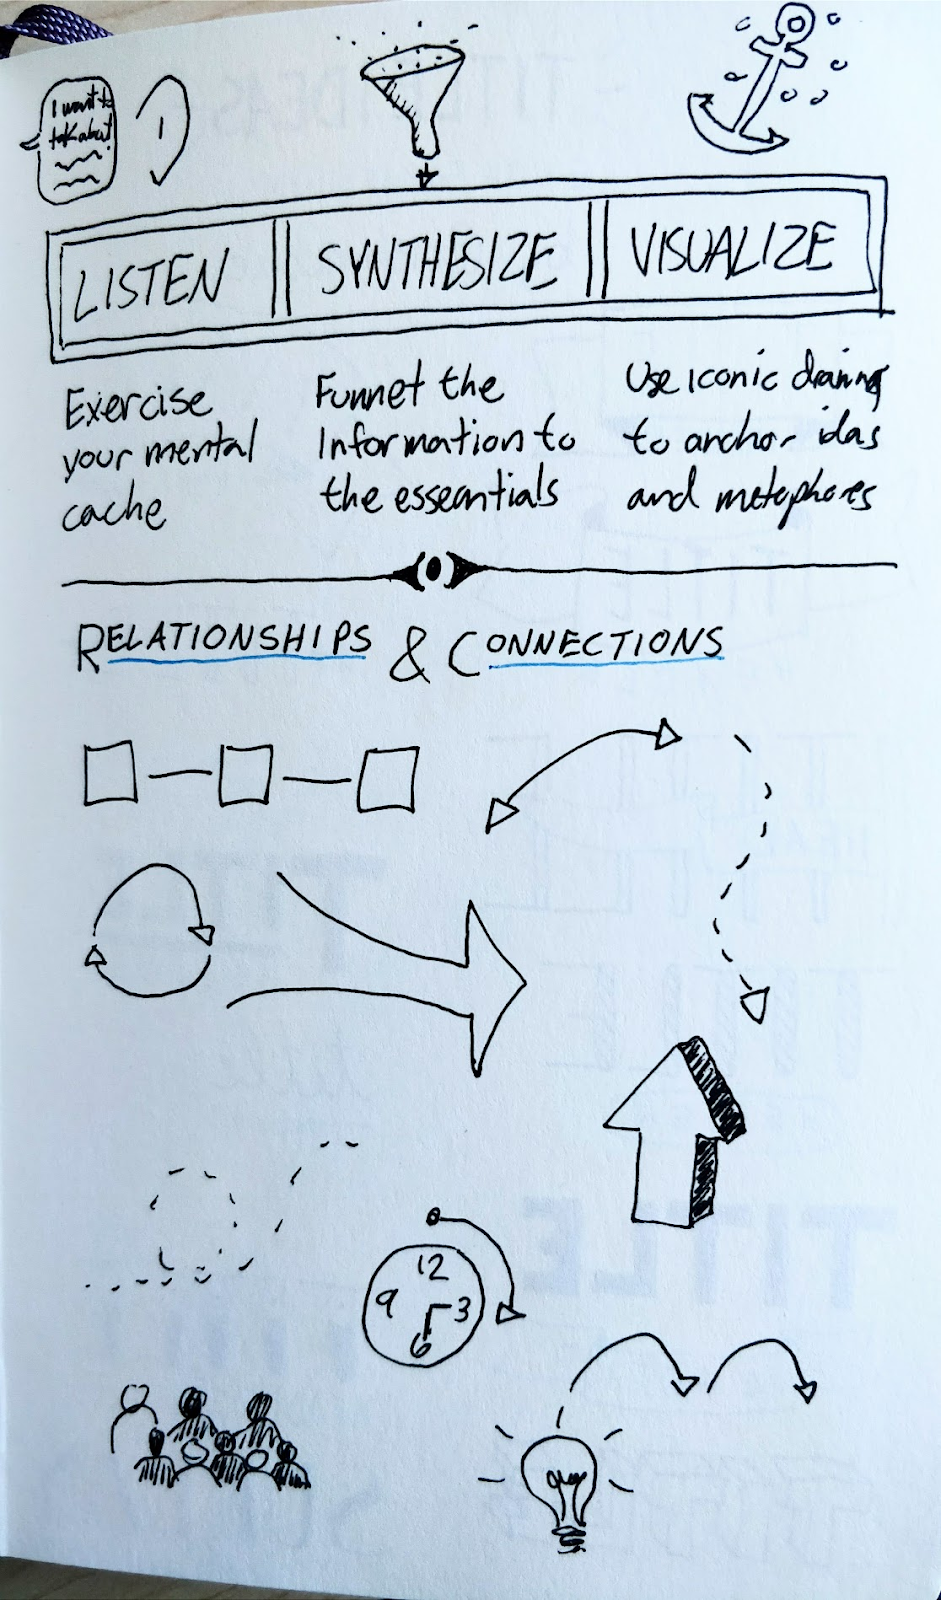 I want to
talk about
LISTEN
SYNTHESIZE
VISUALIZE
Exercise
your mental
cache
Funnel the
Information to
the essentials
Use Iconic drawing
to anchor ideas
and metaphores
RELATIONSHIPS & CONNECTIONS
12
9 3
6